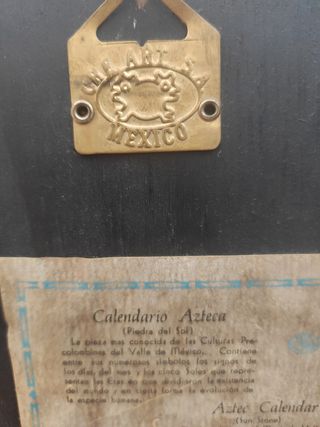 CHE ART S.A.
MEXICO
Calendario Azteca
(Piedra del Sol)
La pieza mas conocida de las Culturas Pre-
colombinas del Valle de México. Contiene
entre sus numerosos símbolos los signos de
los días, del mes y los cinco Soles que repre-
sentan las Eras en que dividieron la existencia
del mundo y en cierta forma la evolución de
la especie humana.
Aztec Calendar
(Sun Stone)